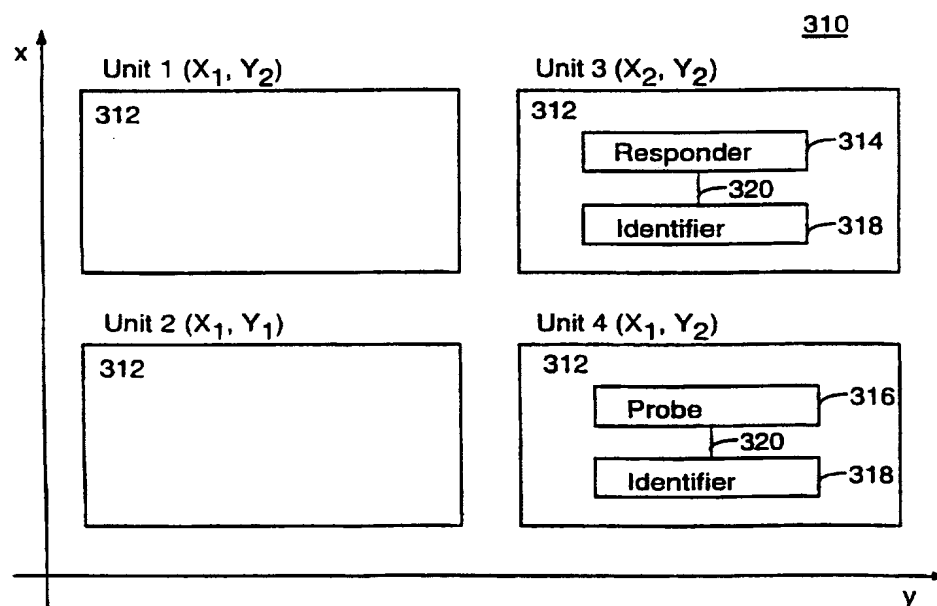 310
x
Unit 1 (X1, Y2)
312
Unit 3 (X2, Y2)
312
Responder
314
320
Identifier
318
Unit 2 (X1, Y1)
312
Unit 4 (X1, Y2)
312
Probe
316
320
Identifier
318
y